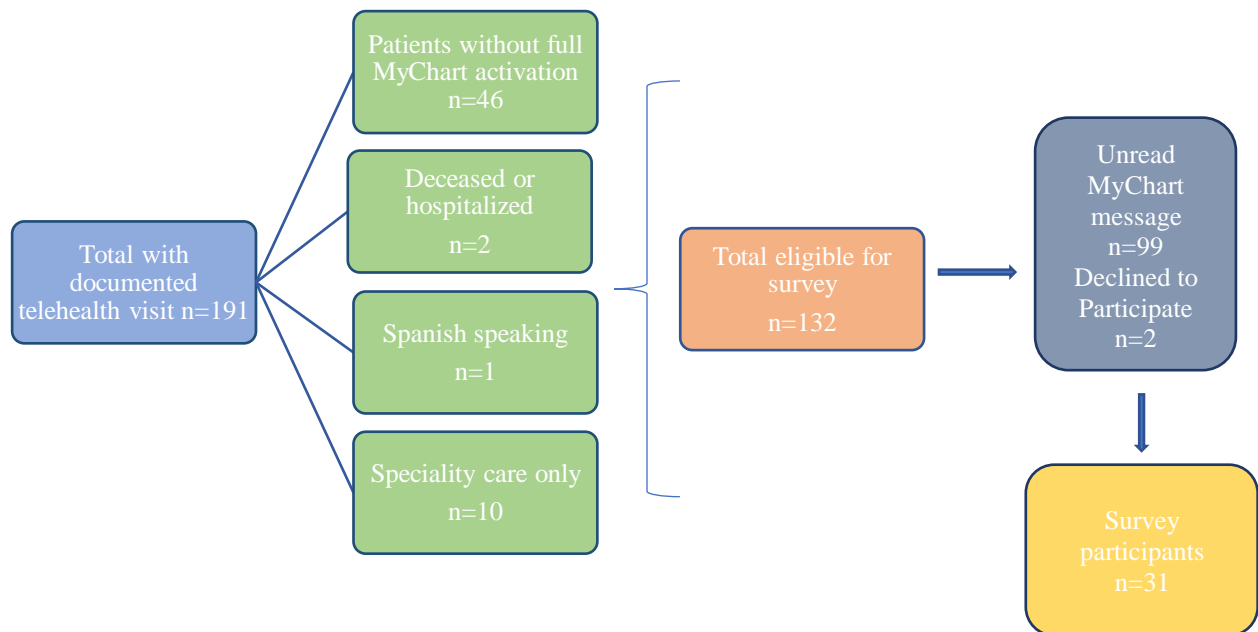 Total with
documented
telehealth visit n=191
Patients without full
MyChart activation
n=46
Deceased or
hospitalized
n=2
Spanish speaking
n=1
Speciality care only
n=10
Total eligible for
survey
n=132
Unread
MyChart
message
n=99
Declined to
Participate
n=2
Survey
participants
n=31